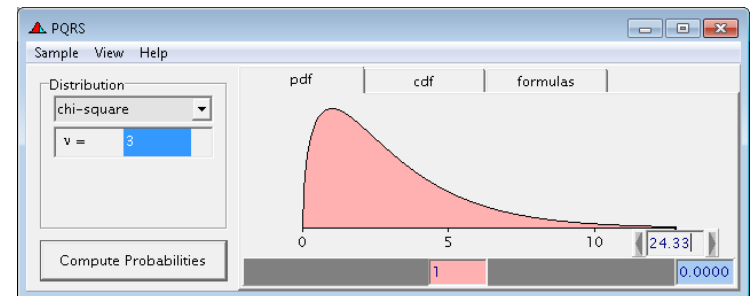 PQRS
Sample View Help
Distribution
chi-square
ν = 3
Compute Probabilities
pdf cdf formulas
0 5 10 24.33
1 0.0000